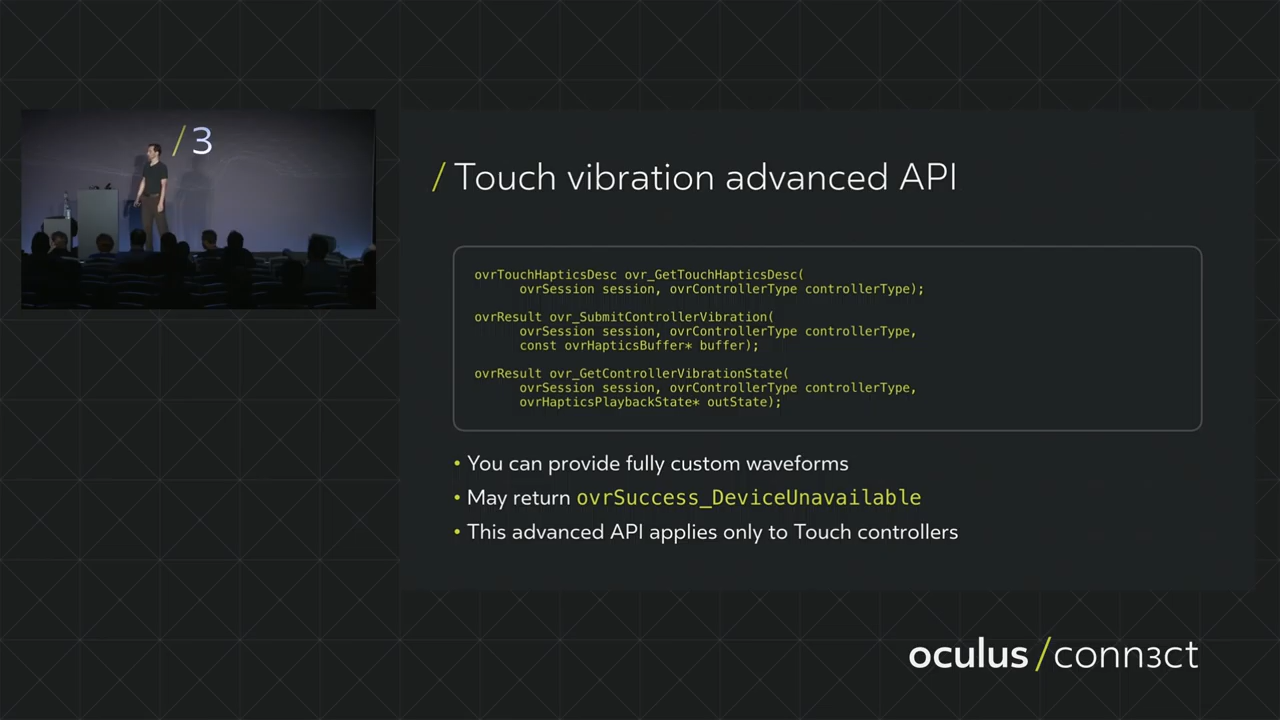 /3
/ Touch vibration advanced API
ovrTouchHapticsDesc ovr_GetTouchHapticsDesc(
ovrSession session, ovrControllerType controllerType);
ovrResult ovr_SubmitControllerVibration(
ovrSession session, ovrControllerType controllerType,
const ovrHapticsBuffer* buffer);
ovrResult ovr_GetControllerVibrationState(
ovrSession session, ovrControllerType controllerType,
ovrHapticsPlaybackState* outState);
• You can provide fully custom waveforms
• May return ovrSuccess_DeviceUnavailable
• This advanced API applies only to Touch controllers
oculus /conn3ct